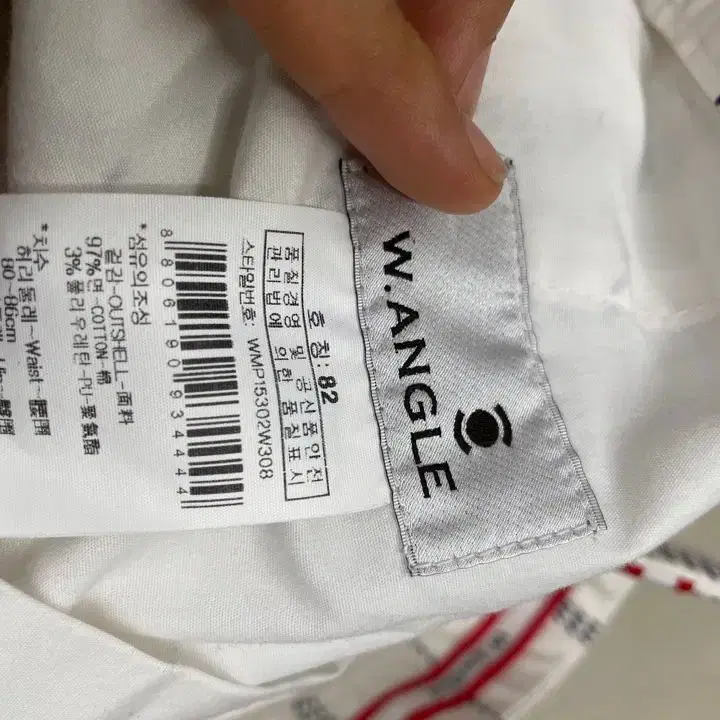 W.ANGLE
호 칭: 82
품질경영 및 공산품안전
관리법에 의한 품질표시
스타일번호: WMP15302W308
8806190934444
*섬유의조성
겉감-OUTSHELL-面料
97%면-COTTON-棉
3%폴리우레탄-PU-聚氨酯
*치수
허리둘레~Waist~腰围
80~86cm